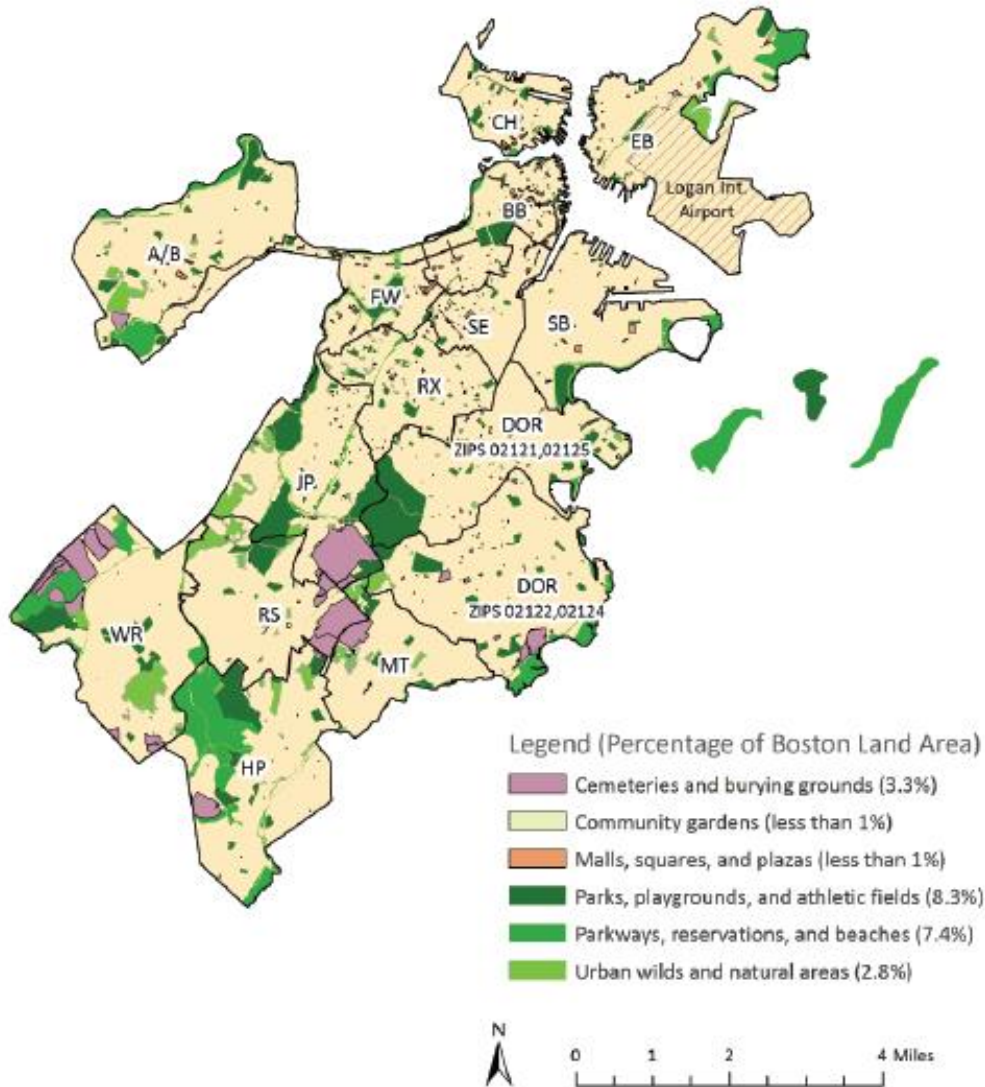 CH
EB
Logan Int.
Airport
BB
A/B
FW
SE
SB
RX
DOR
ZIPS 02121,02125
JP
DOR
ZIPS 02122,02124
RS
WR
MT
HP
Legend (Percentage of Boston Land Area)
Cemeteries and burying grounds (3.3%)
Community gardens (less than 1%)
Malls, squares, and plazas (less than 1%)
Parks, playgrounds, and athletic fields (8.3%)
Parkways, reservations, and beaches (7.4%)
Urban wilds and natural areas (2.8%)
N
0 1 2 4 Miles